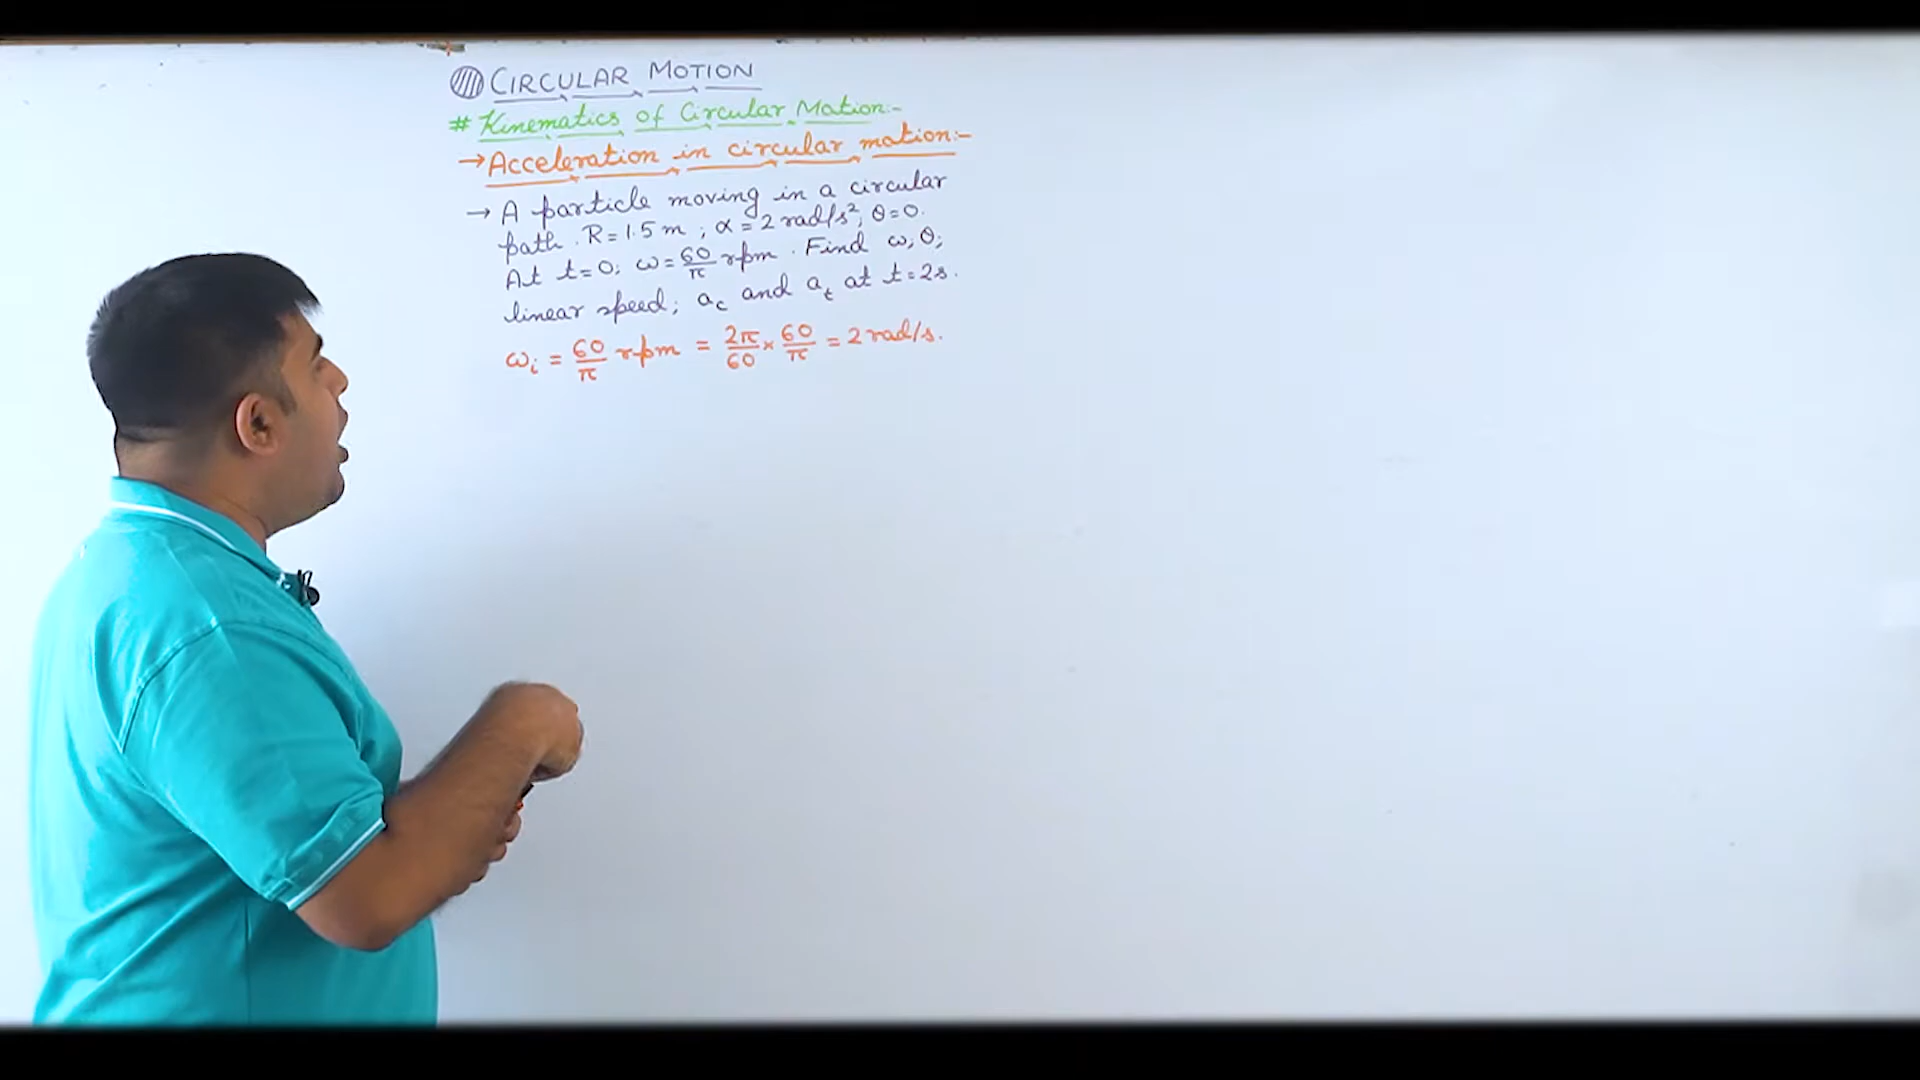 CIRCULAR MOTION
# Kinematics of Circular Motion:-
→ Acceleration in circular motion:-
→ A particle moving in a circular
path. R = 1.5 m ; α = 2 rad/s², θ = 0.
At t = 0; ω = 60/π rpm. Find ω, θ;
linear speed; a_c and a_t at t = 2s.
ω_i = 60/π rpm = 2π/60 × 60/π = 2 rad/s.